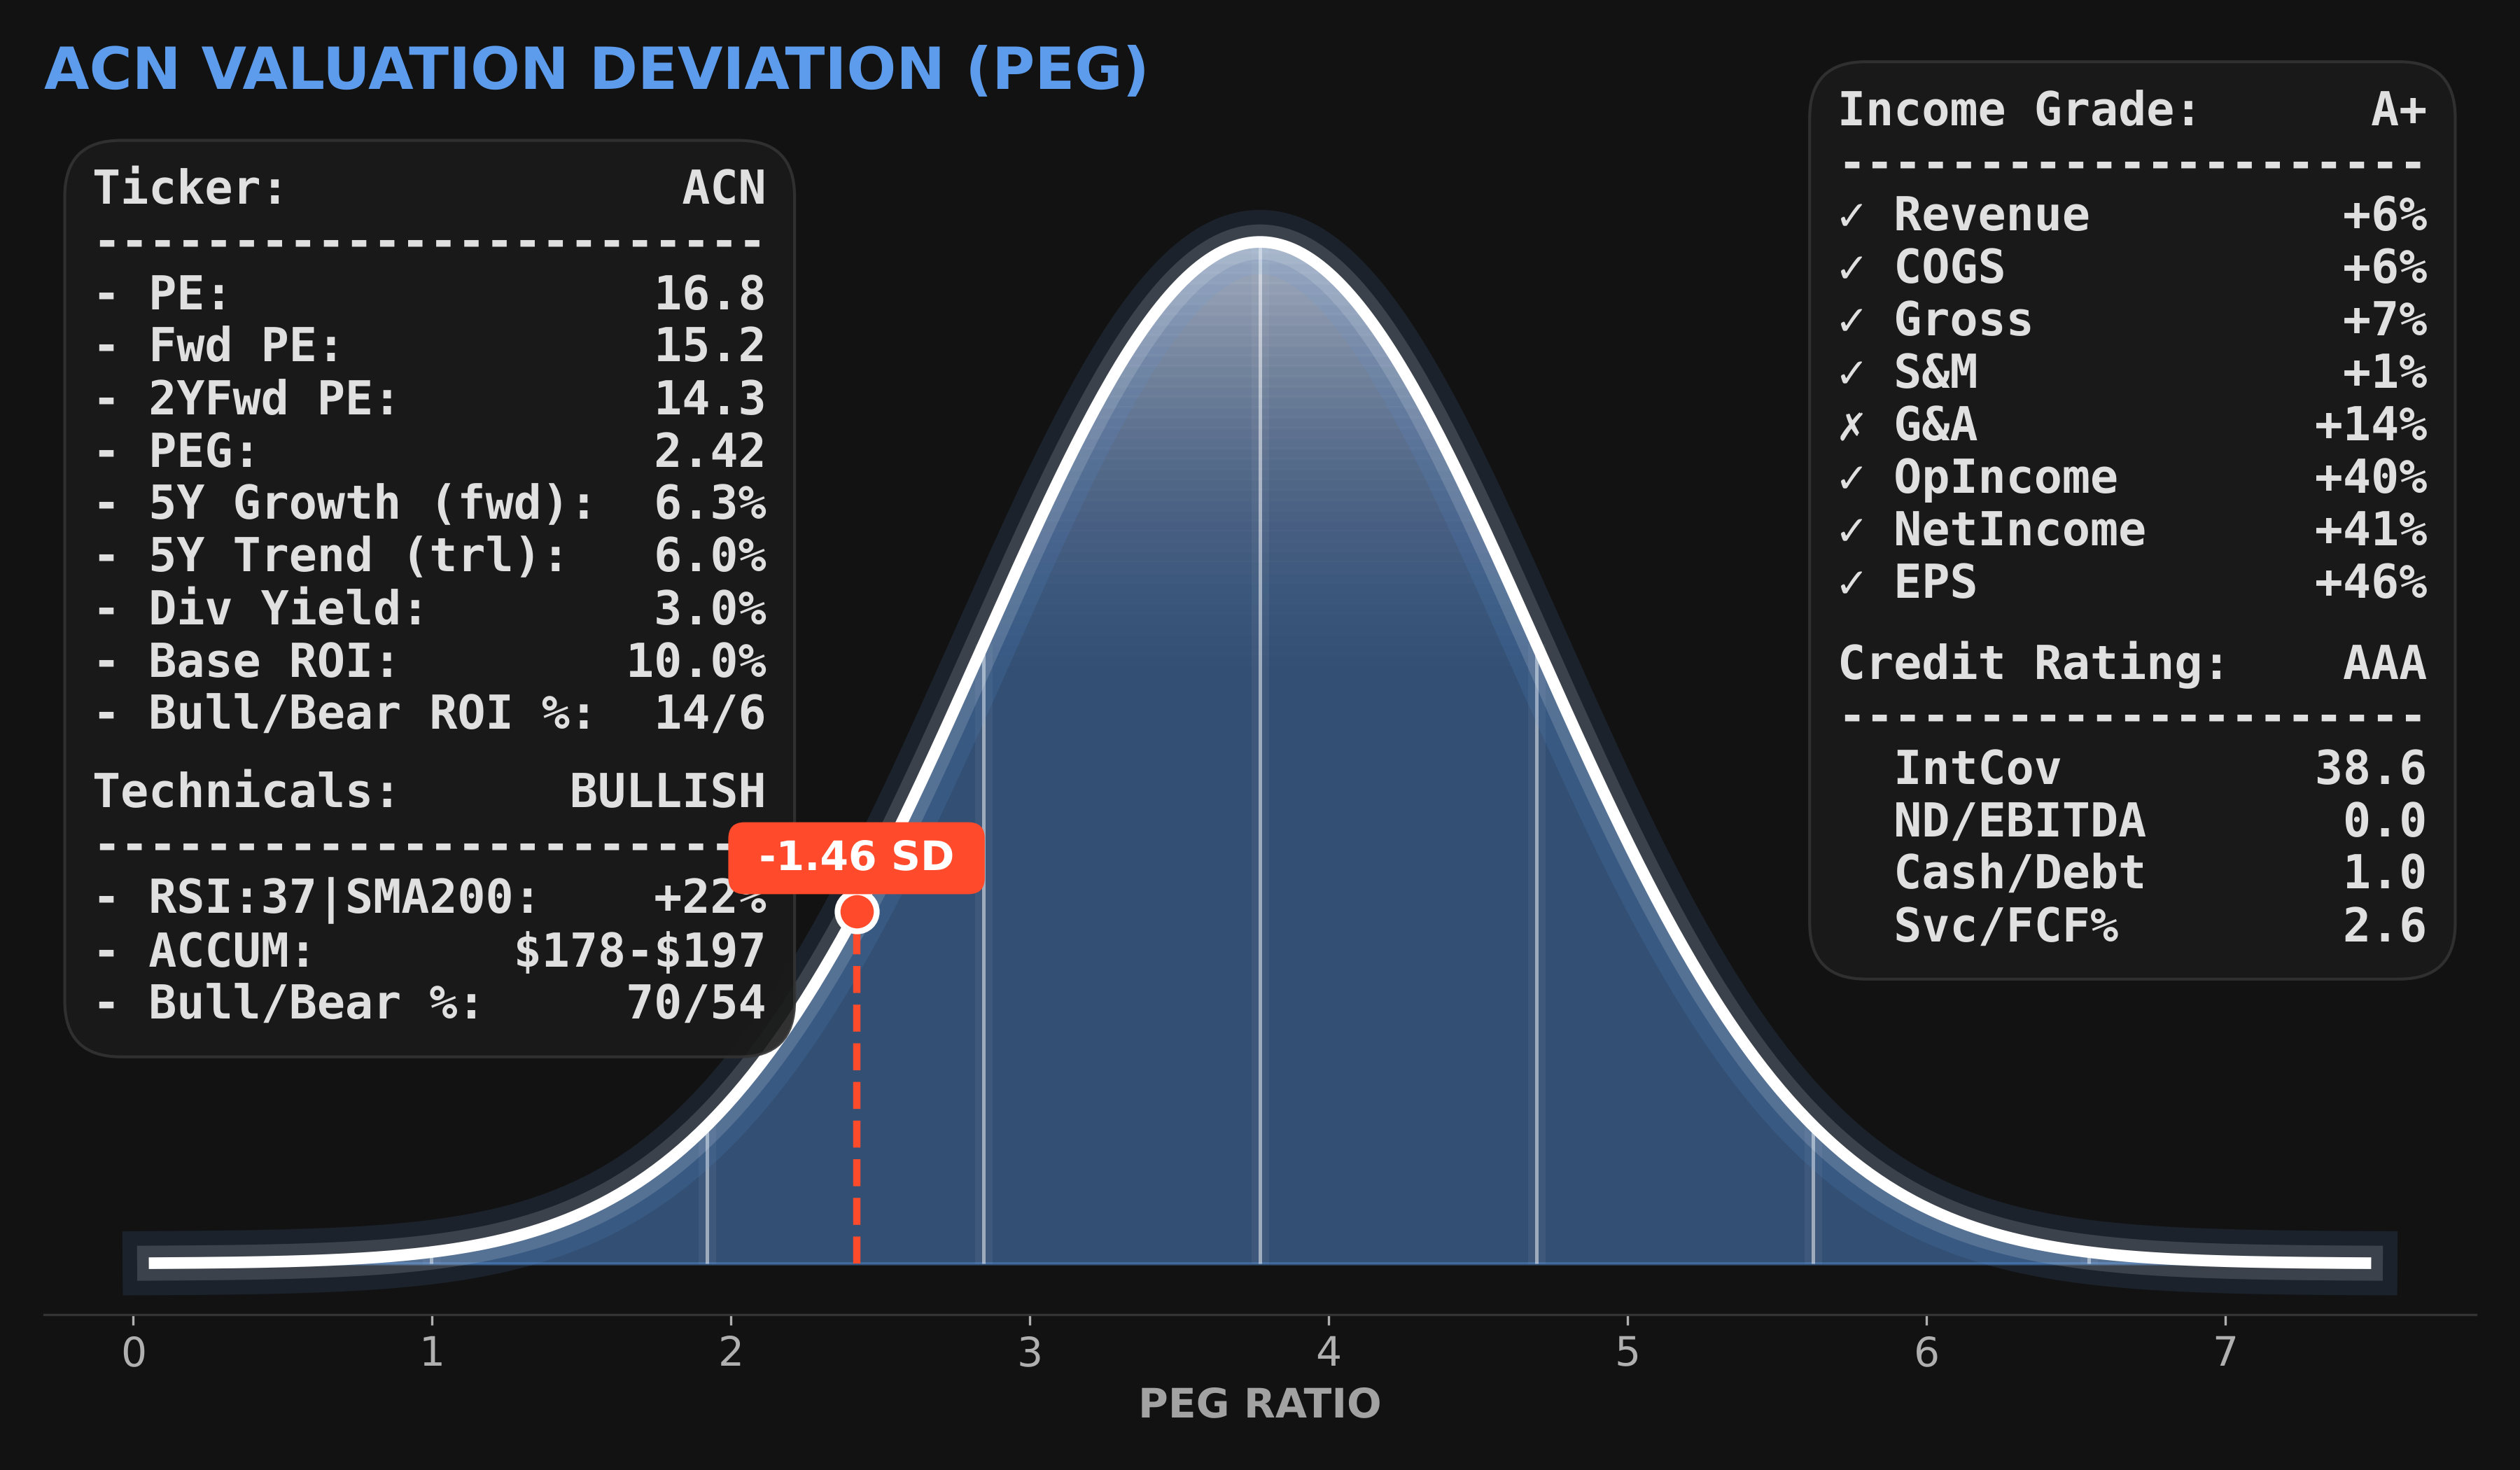 ACN VALUATION DEVIATION (PEG)
Ticker: ACN
------------------------
- PE: 16.8
- Fwd PE: 15.2
- 2YFwd PE: 14.3
- PEG: 2.42
- 5Y Growth (fwd): 6.3%
- 5Y Trend (trl): 6.0%
- Div Yield: 3.0%
- Base ROI: 10.0%
- Bull/Bear ROI %: 14/6
Technicals: BULLISH
------------------------
- RSI:37|SMA200: +22%
- ACCUM: $178-$197
- Bull/Bear %: 70/54
-1.46 SD
Income Grade: A+
---------------------
✓ Revenue +6%
✓ COGS +6%
✓ Gross +7%
✓ S&M +1%
✗ G&A +14%
✓ OpIncome +40%
✓ NetIncome +41%
✓ EPS +46%
Credit Rating: AAA
---------------------
IntCov 38.6
ND/EBITDA 0.0
Cash/Debt 1.0
Svc/FCF% 2.6
0 1 2 3 4 5 6 7
PEG RATIO